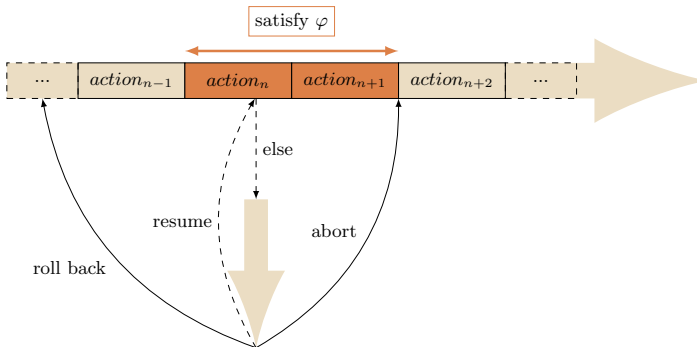 satisfy φ
... action_{n−1} action_n action_{n+1} action_{n+2} ...
else
resume
abort
roll back